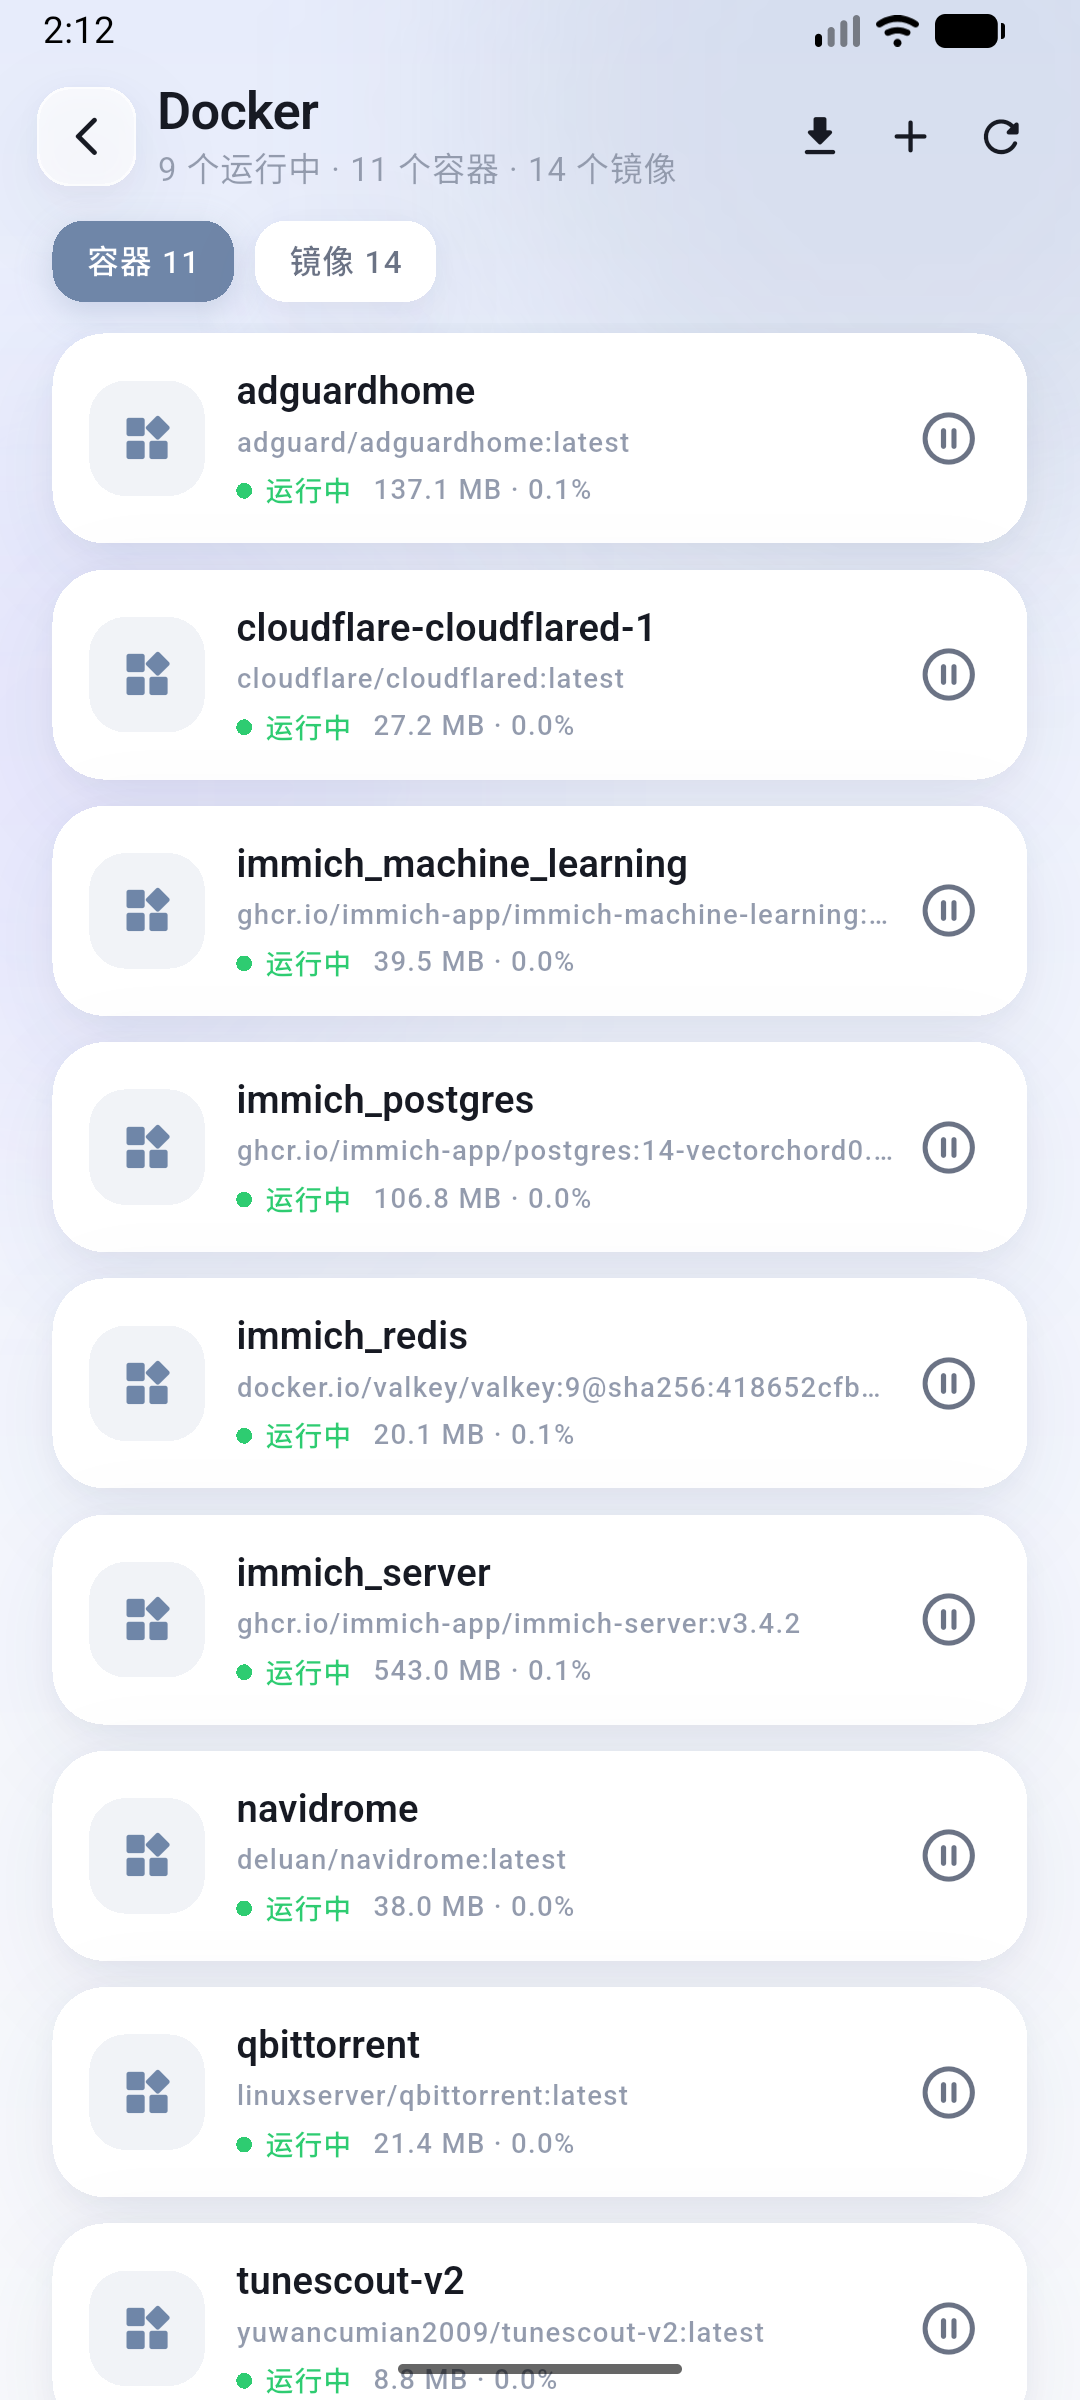 2:12
Docker
9 个运行中 · 11 个容器 · 14 个镜像
容器 11
镜像 14
adguardhome
adguard/adguardhome:latest
运行中 137.1 MB · 0.1%
cloudflare-cloudflared-1
cloudflare/cloudflared:latest
运行中 27.2 MB · 0.0%
immich_machine_learning
ghcr.io/immich-app/immich-machine-learning:…
运行中 39.5 MB · 0.0%
immich_postgres
ghcr.io/immich-app/postgres:14-vectorchord0.…
运行中 106.8 MB · 0.0%
immich_redis
docker.io/valkey/valkey:9@sha256:418652cfb…
运行中 20.1 MB · 0.1%
immich_server
ghcr.io/immich-app/immich-server:v3.4.2
运行中 543.0 MB · 0.1%
navidrome
deluan/navidrome:latest
运行中 38.0 MB · 0.0%
qbittorrent
linuxserver/qbittorrent:latest
运行中 21.4 MB · 0.0%
tunescout-v2
yuwancumian2009/tunescout-v2:latest
运行中 8.8 MB · 0.0%